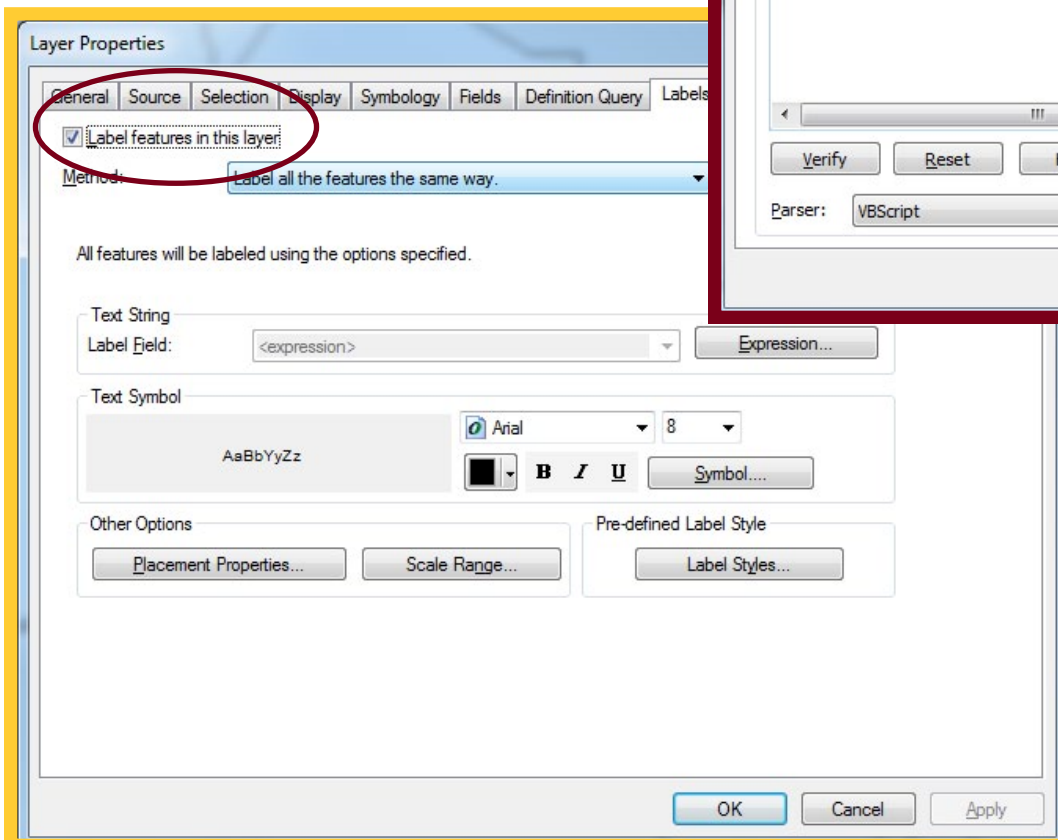 Layer Properties
General Source Selection Display Symbology Fields Definition Query Labels
Label features in this layer
Method: Label all the features the same way.
All features will be labeled using the options specified.
Text String
Label Field: <expression> Expression...
Text Symbol
AaBbYyZz
Arial 8
B I U Symbol....
Other Options
Placement Properties... Scale Range...
Pre-defined Label Style
Label Styles...
OK Cancel Apply
Verify Reset
Parser: VBScript